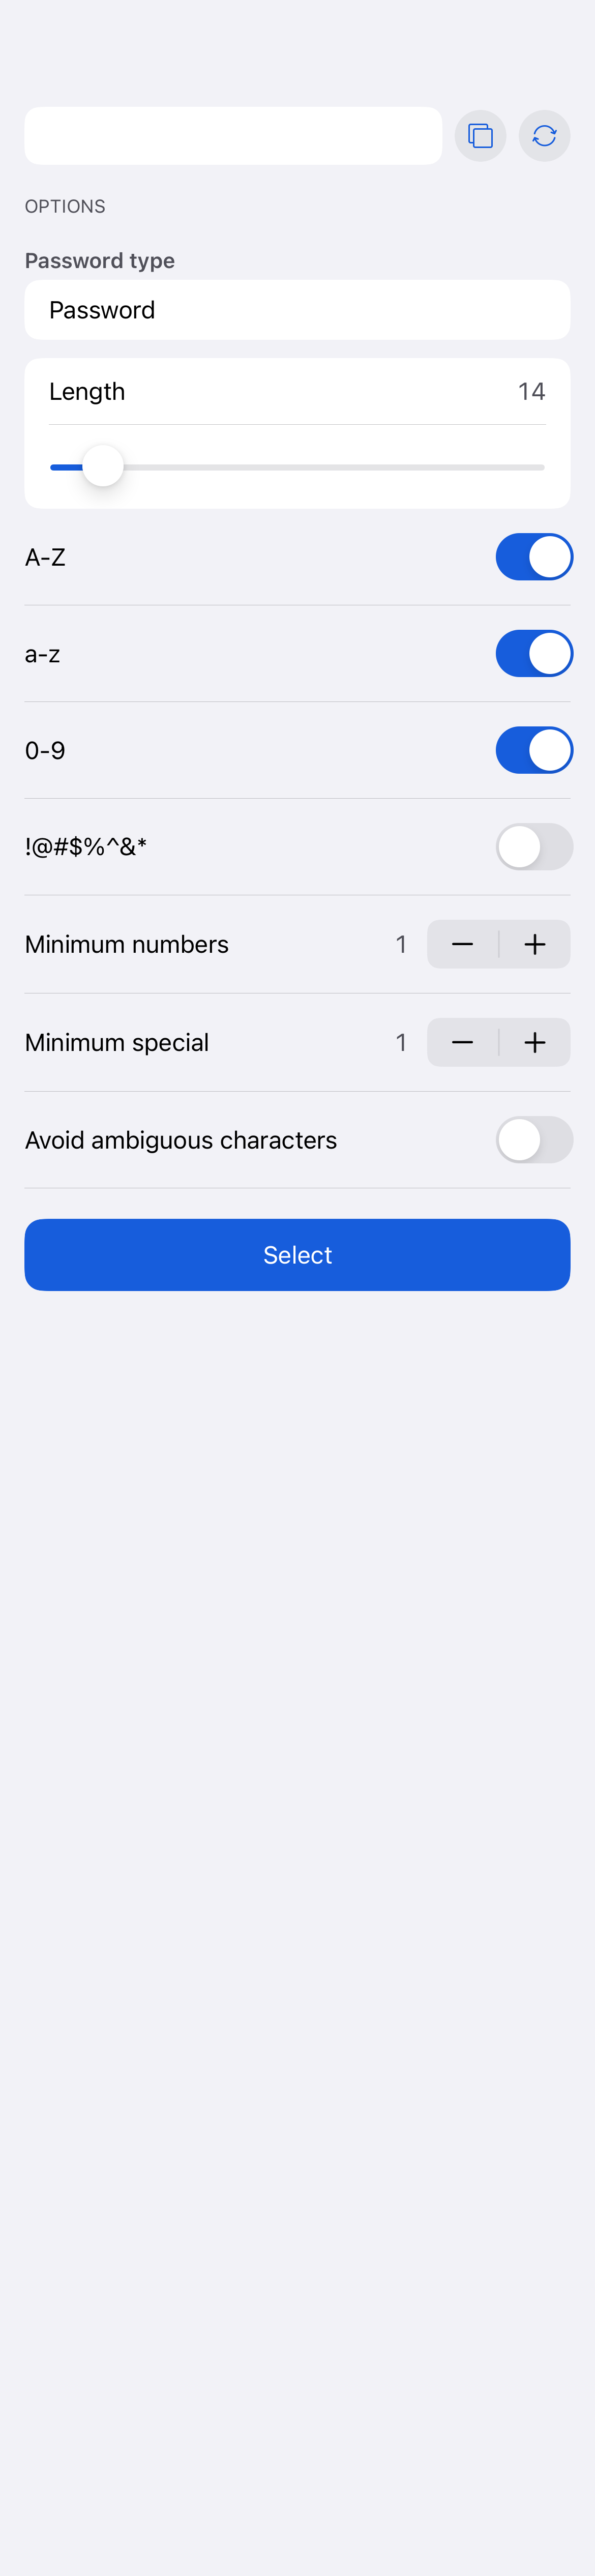 OPTIONS
Password type
Password
Length 14
A-Z
a-z
0-9
!@#$%^&*
Minimum numbers 1
Minimum special 1
Avoid ambiguous characters
Select